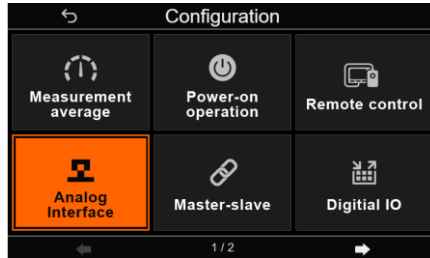 Configuration
Measurement
average
Power-on
operation
Remote control
Analog
Interface
Master-slave
Digitial IO
1 / 2